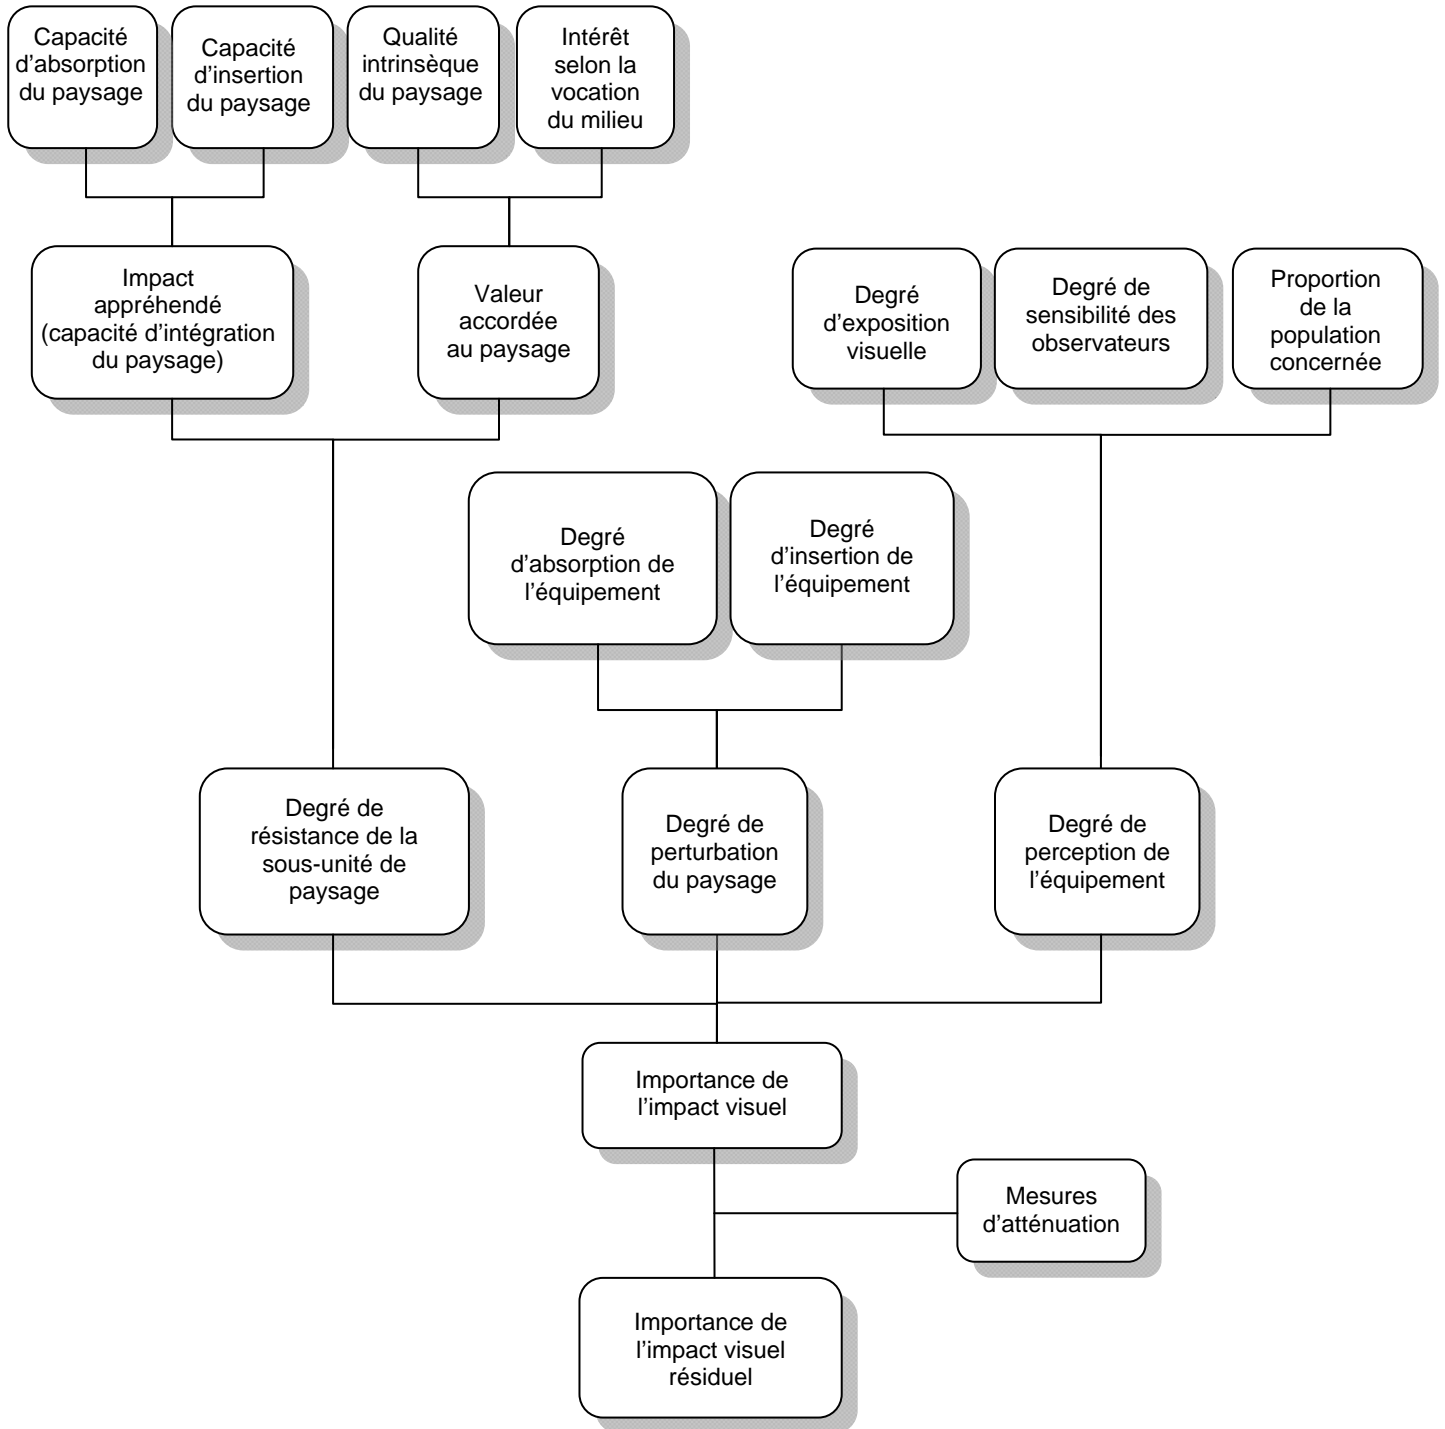 Capacité
d'absorption
du paysage
Capacité
d'insertion
du paysage
Qualité
intrinsèque
du paysage
Intérêt
selon la
vocation
du milieu
Impact
appréhendé
(capacité d’intégration
du paysage)
Valeur
accordée
au paysage
Degré
d’exposition
visuelle
Degré de
sensibilité des
observateurs
Proportion
de la
population
concernée
Degré
d’absorption de
l’équipement
Degré
d’insertion de
l’équipement
Degré de
résistance de la
sous-unité de
paysage
Degré de
perturbation
du paysage
Degré de
perception de
l’équipement
Importance de
l’impact visuel
Mesures
d’atténuation
Importance de
l’impact visuel
résiduel